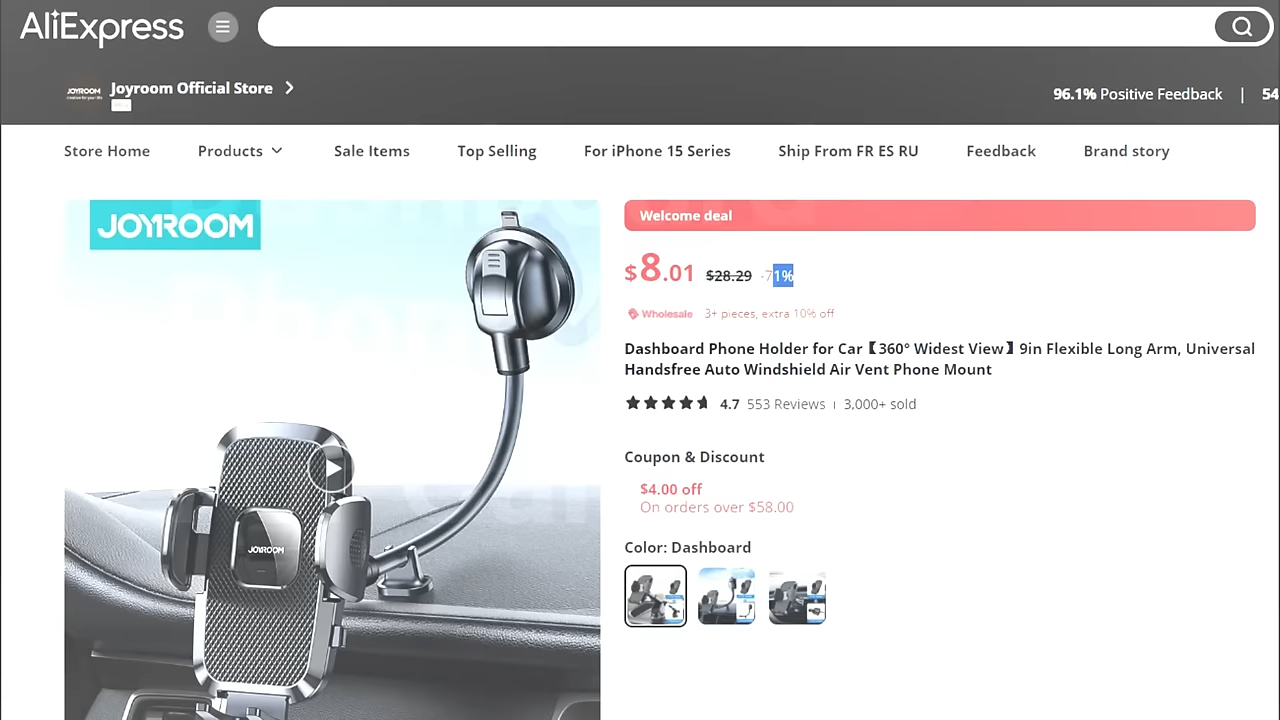 AliExpress
JOYROOM
Joyroom Official Store
96.1% Positive Feedback | 54
Store Home
Products
Sale Items
Top Selling
For iPhone 15 Series
Ship From FR ES RU
Feedback
Brand story
JOYROOM
JOYROOM
Welcome deal
$8.01 $28.29 -71%
Wholesale 3+ pieces, extra 10% off
Dashboard Phone Holder for Car【360° Widest View】9in Flexible Long Arm, Universal
Handsfree Auto Windshield Air Vent Phone Mount
4.7 553 Reviews 3,000+ sold
Coupon & Discount
$4.00 off
On orders over $58.00
Color: Dashboard